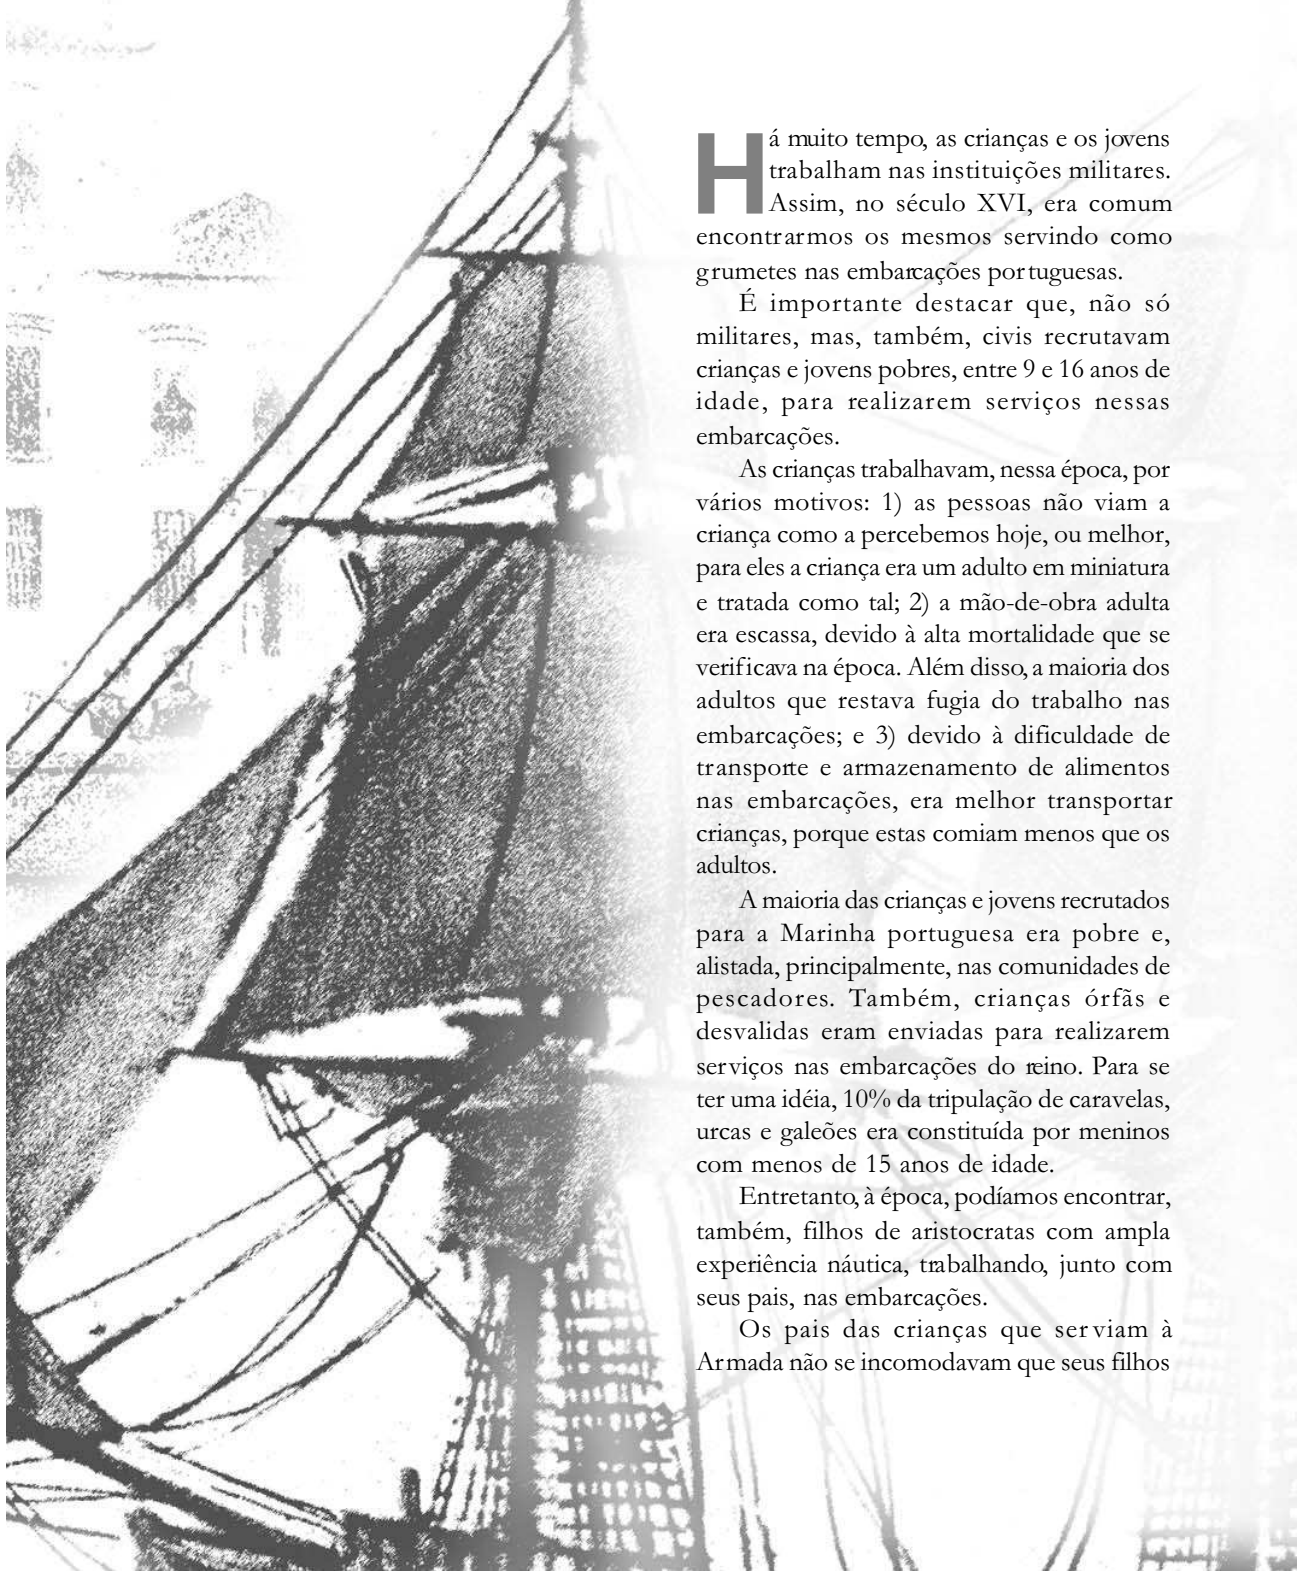 Há muito tempo, as crianças e os jovens
trabalham nas instituições militares.
Assim, no século XVI, era comum
encontrarmos os mesmos servindo como
grumetes nas embarcações portuguesas.
É importante destacar que, não só
militares, mas, também, civis recrutavam
crianças e jovens pobres, entre 9 e 16 anos de
idade, para realizarem serviços nessas
embarcações.
As crianças trabalhavam, nessa época, por
vários motivos: 1) as pessoas não viam a
criança como a percebemos hoje, ou melhor,
para eles a criança era um adulto em miniatura
e tratada como tal; 2) a mão-de-obra adulta
era escassa, devido à alta mortalidade que se
verificava na época. Além disso, a maioria dos
adultos que restava fugia do trabalho nas
embarcações; e 3) devido à dificuldade de
transporte e armazenamento de alimentos
nas embarcações, era melhor transportar
crianças, porque estas comiam menos que os
adultos.
A maioria das crianças e jovens recrutados
para a Marinha portuguesa era pobre e,
alistada, principalmente, nas comunidades de
pescadores. Também, crianças órfãs e
desvalidas eram enviadas para realizarem
serviços nas embarcações do reino. Para se
ter uma idéia, 10% da tripulação de caravelas,
urcas e galeões era constituída por meninos
com menos de 15 anos de idade.
Entretanto, à época, podíamos encontrar,
também, filhos de aristocratas com ampla
experiência náutica, trabalhando, junto com
seus pais, nas embarcações.
Os pais das crianças que serviam à
Armada não se incomodavam que seus filhos